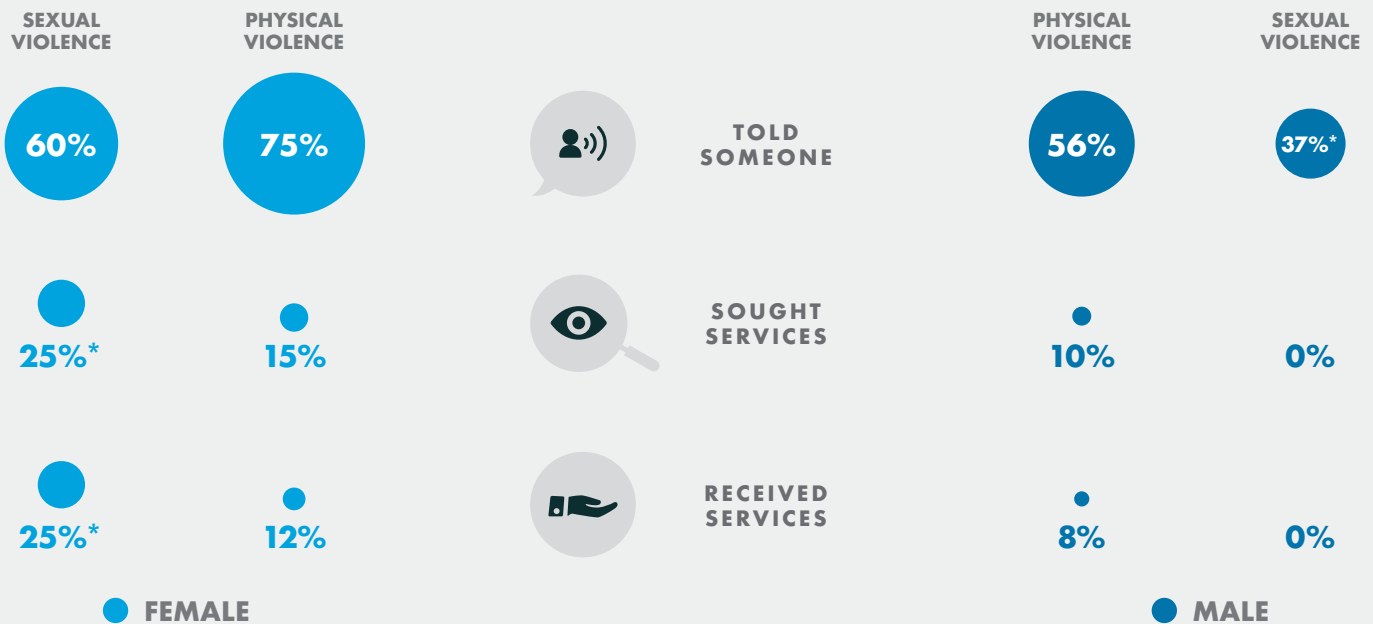 SEXUAL
VIOLENCE
PHYSICAL
VIOLENCE
PHYSICAL
VIOLENCE
SEXUAL
VIOLENCE
60%
75%
TOLD
SOMEONE
56%
37%*
25%*
15%
SOUGHT
SERVICES
10%
0%
25%*
12%
RECEIVED
SERVICES
8%
0%
FEMALE
MALE